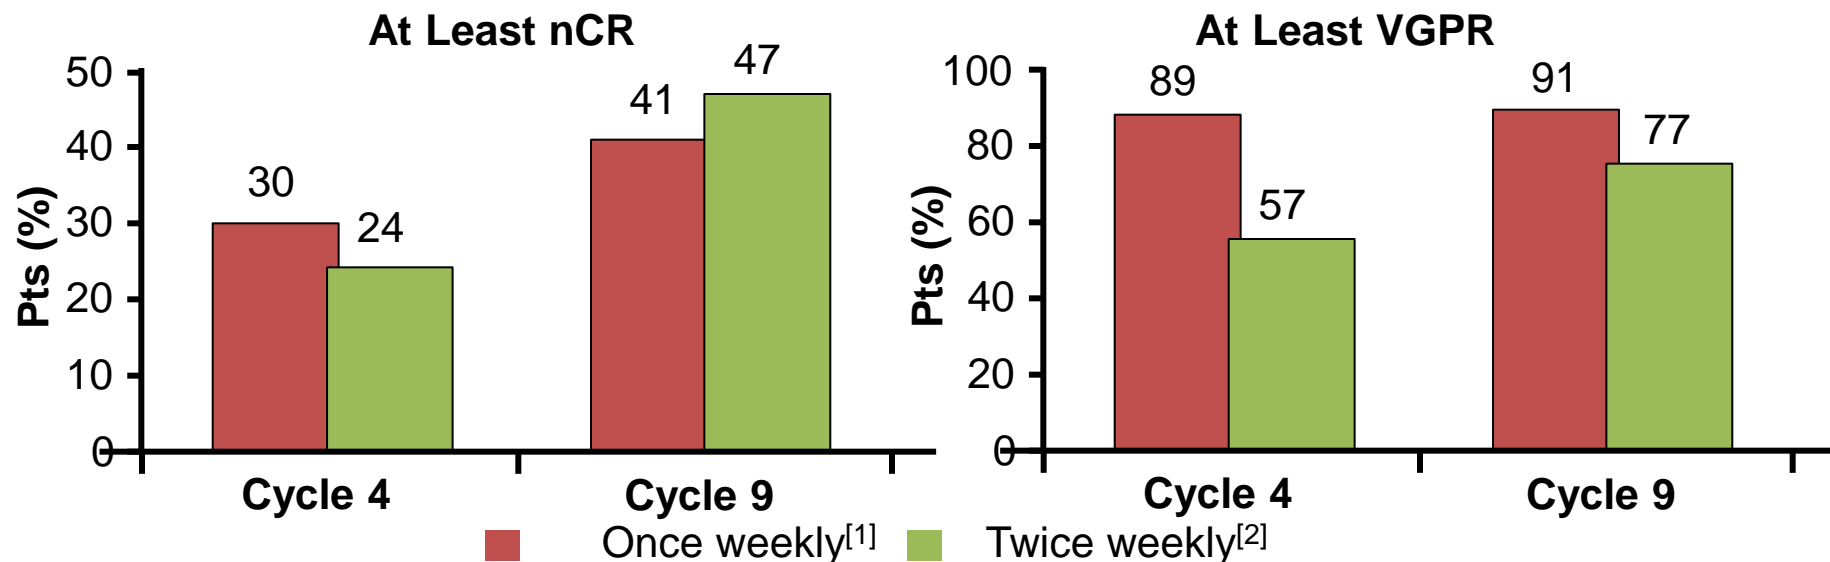 At Least nCR
50
40
30
20
10
0
Pts (%)
30
24
41
47
Cycle 4
Cycle 9
At Least VGPR
100
80
60
40
20
0
Pts (%)
89
57
91
77
Cycle 4
Cycle 9
Once weekly[1]
Twice weekly[2]